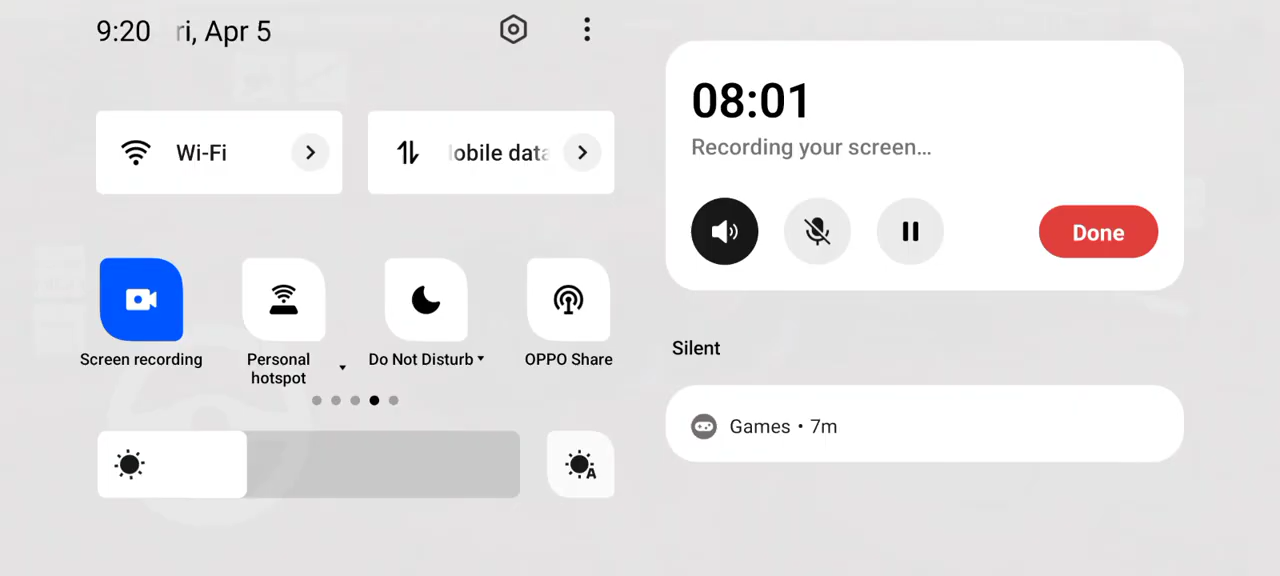 9:20 ri, Apr 5
Wi-Fi
obile data
Screen recording
Personal
hotspot
Do Not Disturb
OPPO Share
A
08:01
Recording your screen...
Done
Silent
Games • 7m